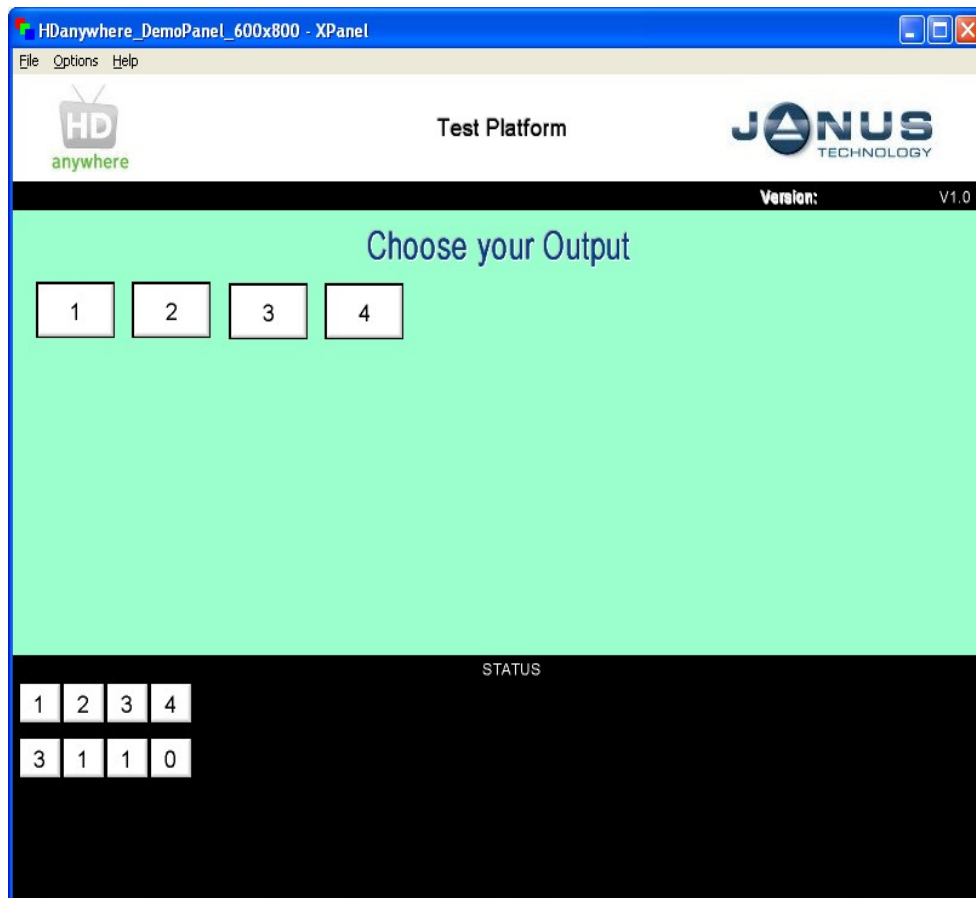 HDanywhere_DemoPanel_600x800 - XPanel
File Options Help
HD
anywhere
Test Platform
JANUS
TECHNOLOGY
Version: V1.0
Choose your Output
1 2 3 4
STATUS
1 2 3 4
3 1 1 0